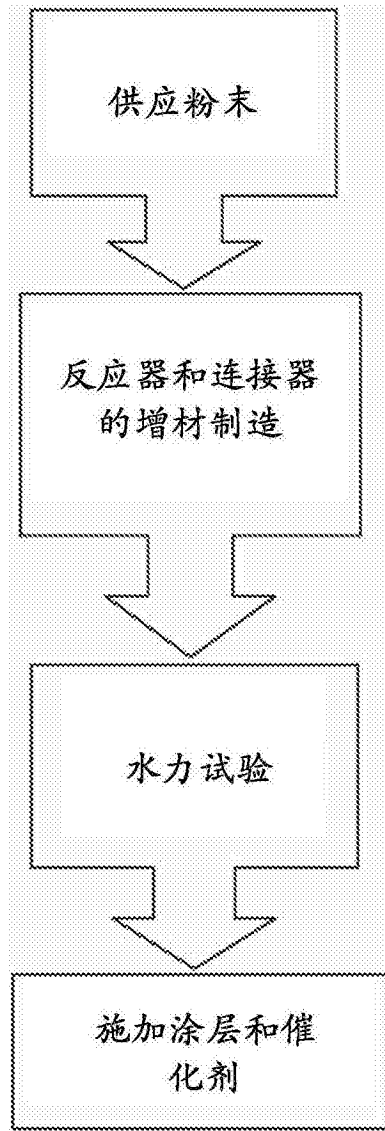 供应粉末
反应器和连接器
的增材制造
水力试验
施加涂层和催
化剂